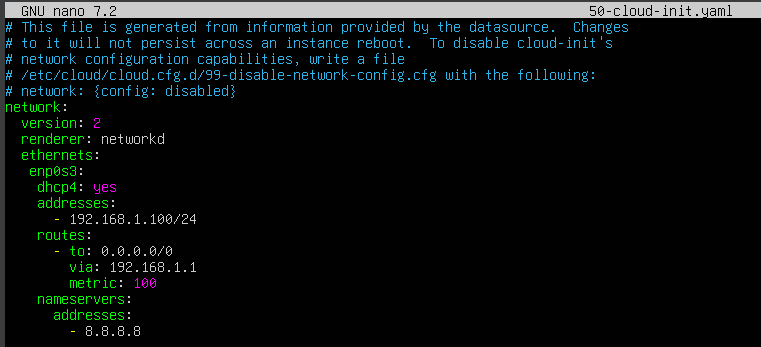 GNU nano 7.2 50-cloud-init.yaml
# This file is generated from information provided by the datasource.  Changes
# to it will not persist across an instance reboot.  To disable cloud-init's
# network configuration capabilities, write a file
# /etc/cloud/cloud.cfg.d/99-disable-network-config.cfg with the following:
# network: {config: disabled}
network:
  version: 2
  renderer: networkd
  ethernets:
   enp0s3:
    dhcp4: yes
    addresses:
      - 192.168.1.100/24
    routes:
      - to: 0.0.0.0/0
        via: 192.168.1.1
        metric: 100
    nameservers:
      addresses:
        - 8.8.8.8